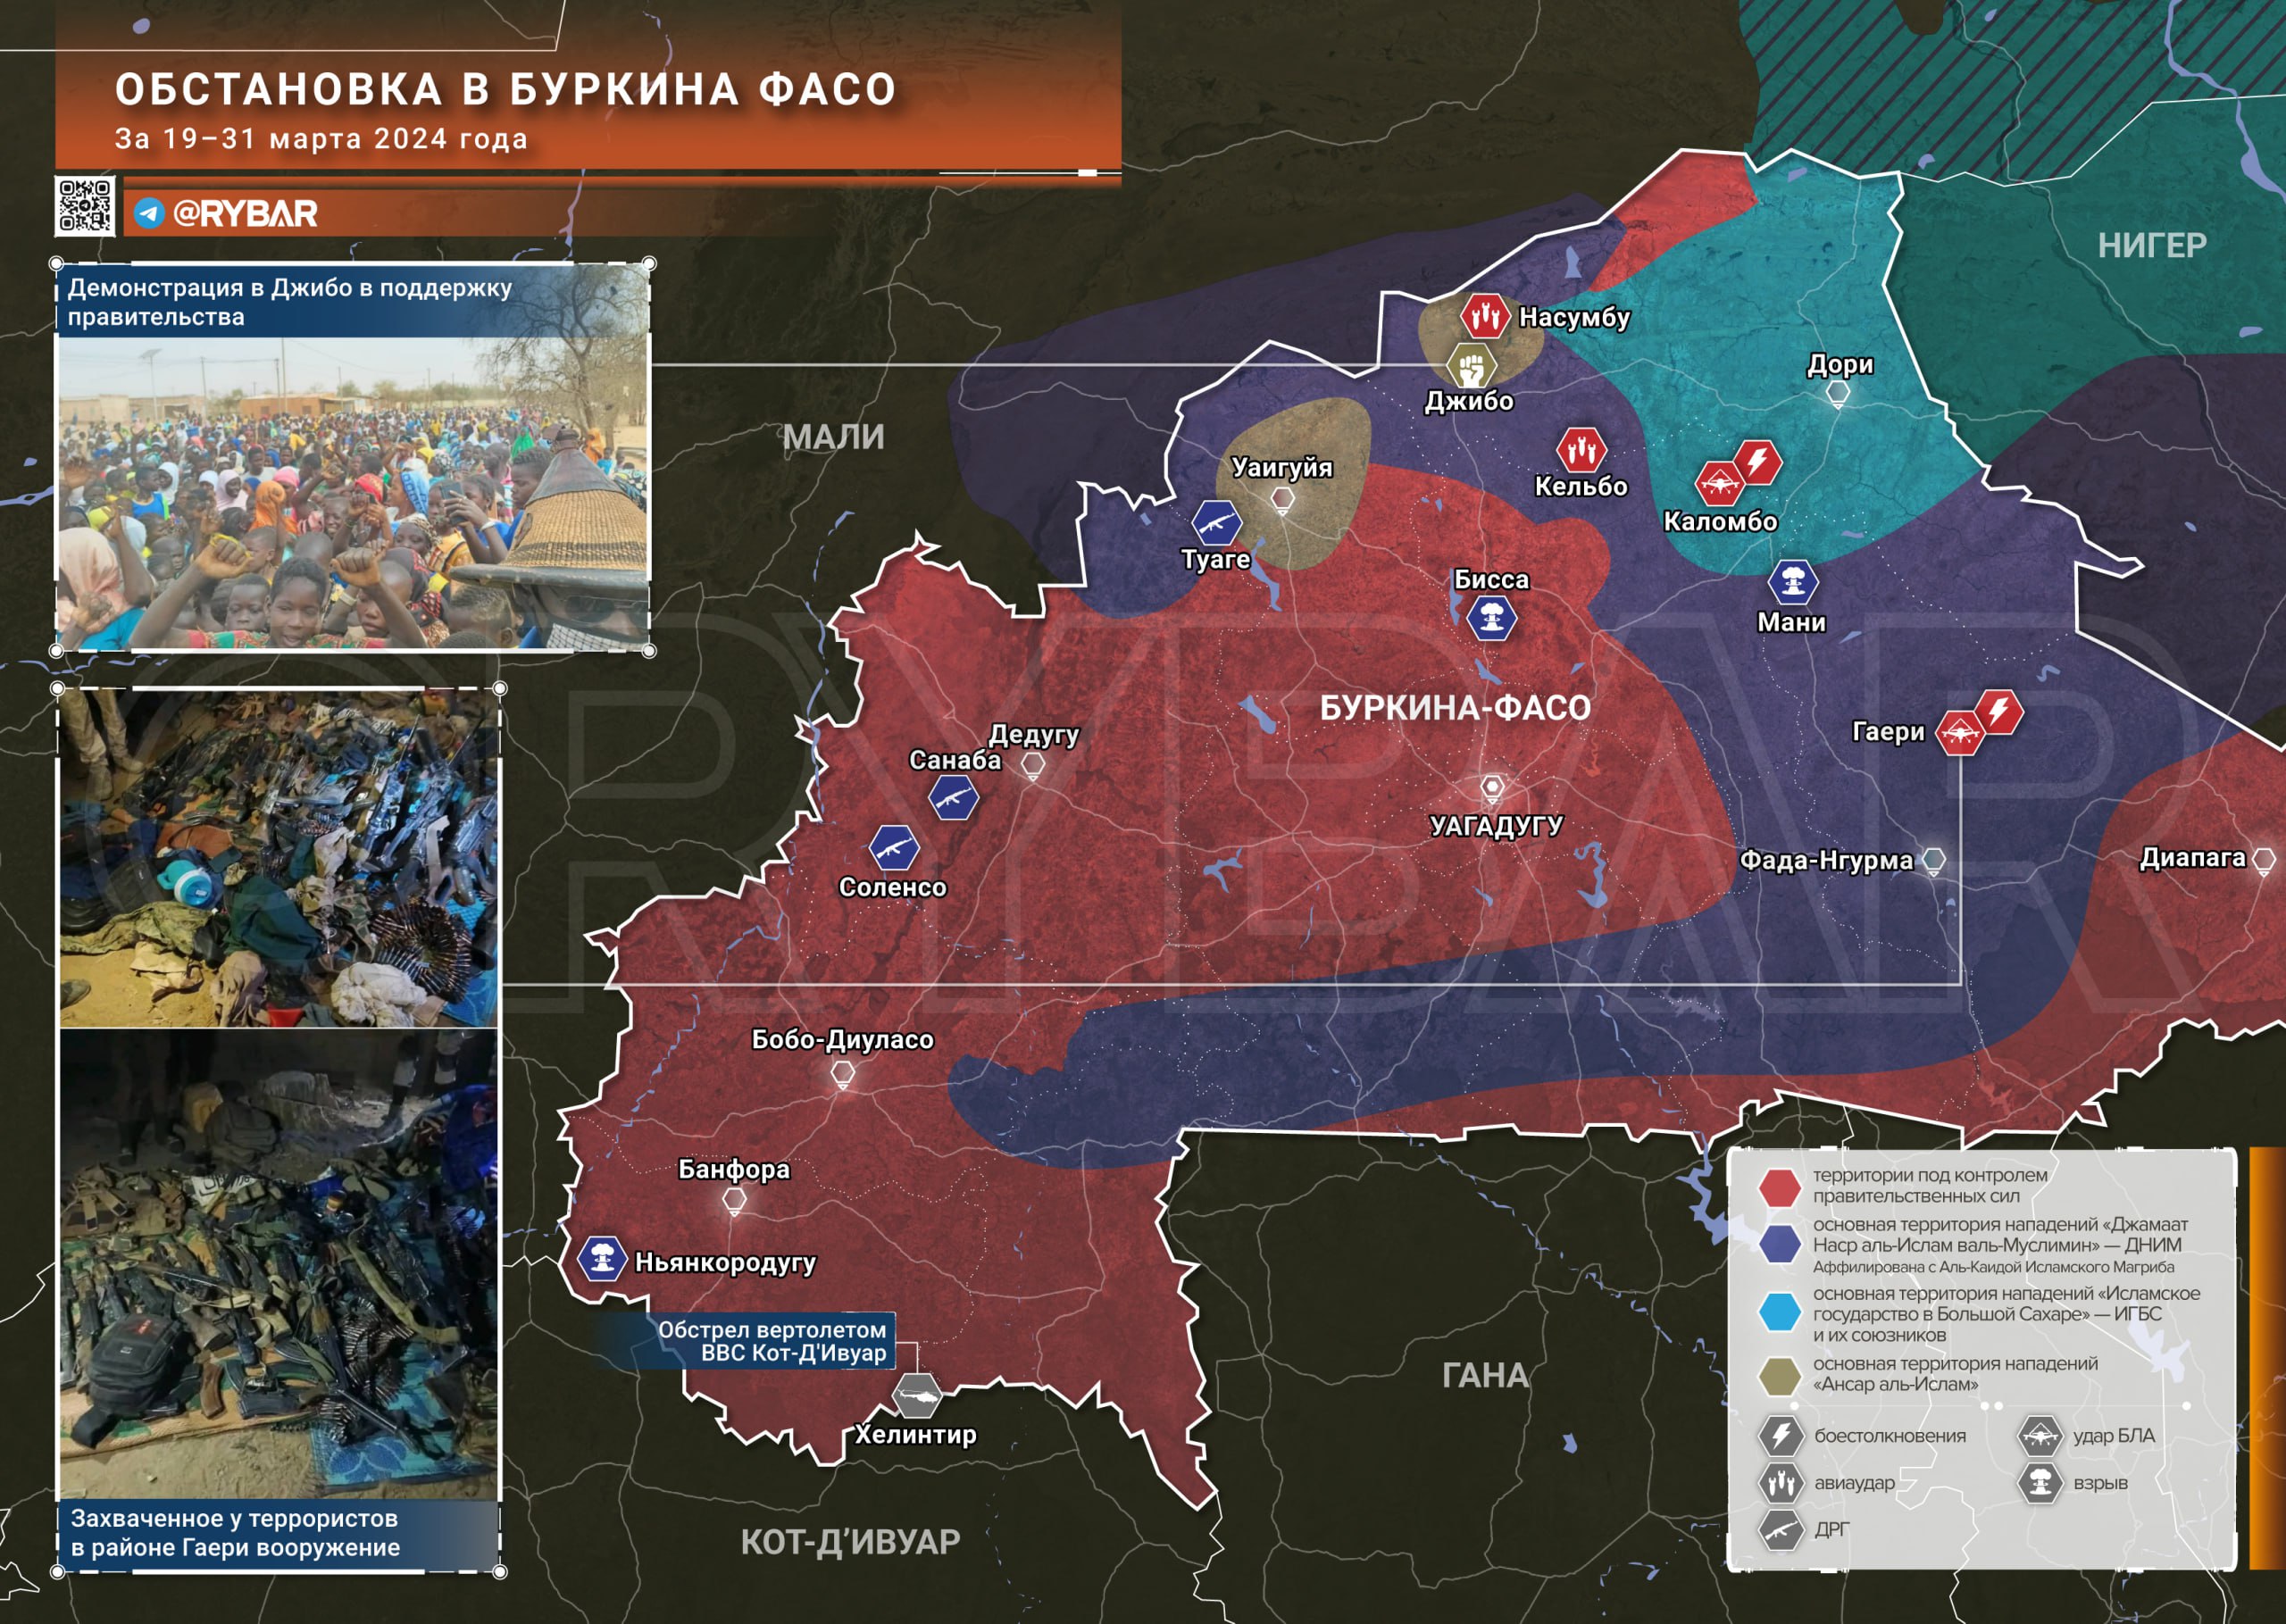 ОБСТАНОВКА В БУРКИНА ФАСО
За 19–31 марта 2024 года
@RYBAR
Демонстрация в Джибо в поддержку
правительства
НИГЕР
МАЛИ
Насумбу
Джибо
Дори
Уаигуйя
Кельбо
Каломбо
Туаге
Бисса
Мани
БУРКИНА-ФАСО
Гаери
Дедугу
Санаба
УАГАДУГУ
Фада-Нгурма
Диапага
Соленсо
Бобо-Диуласо
Банфора
Ньянкородугу
Обстрел вертолетом
ВВС Кот-Д'Ивуар
Хелинтир
ГАНА
КОТ-Д'ИВУАР
Захваченное у террористов
в районе Гаери вооружение
территории под контролем
правительственных сил
основная территория нападений «Джамаат
Наср аль-Ислам валь-Муслимин» — ДНИМ
Аффилирована с Аль-Каидой Исламского Магриба
основная территория нападений «Исламское
государство в Большой Сахаре» — ИГБС
и их союзников
основная территория нападений
«Ансар аль-Ислам»
боестолкновения
удар БЛА
авиаудар
взрыв
ДРГ
@RYBAR